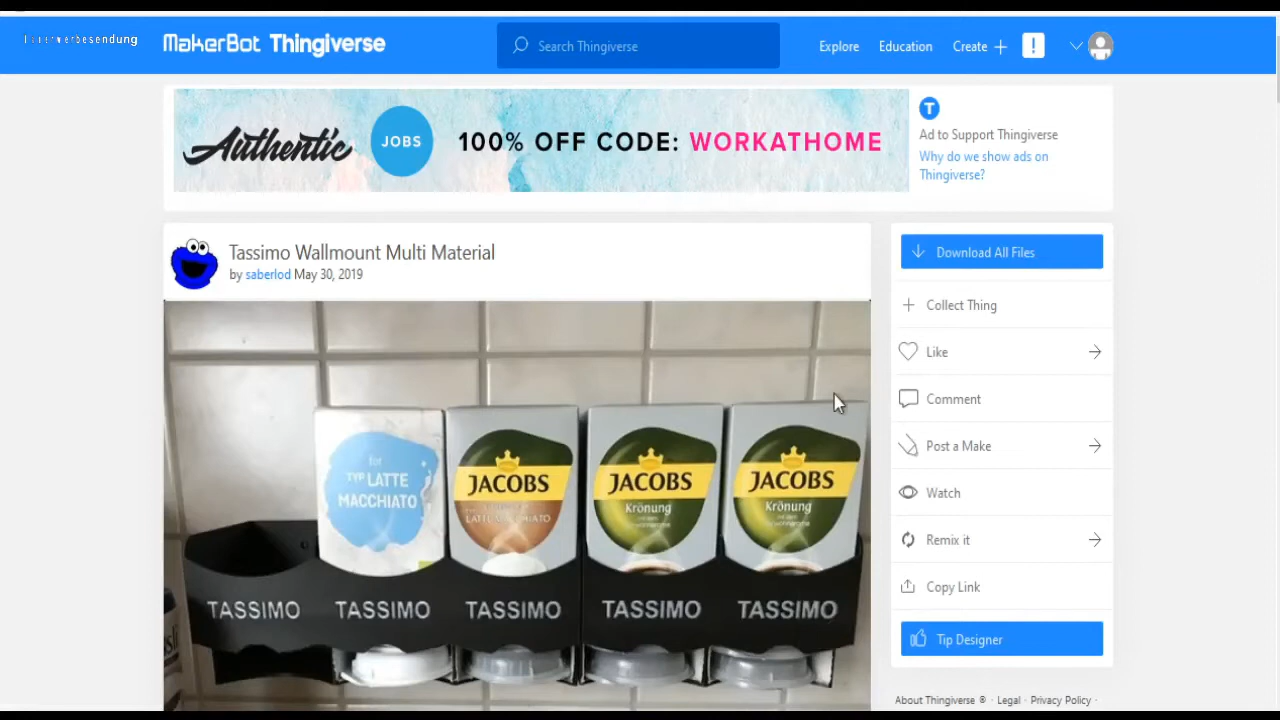 Dauerwerbesendung
MakerBot Thingiverse
Search Thingiverse
Explore
Education
Create
Authentic JOBS 100% OFF CODE: WORKATHOME
T
Ad to Support Thingiverse
Why do we show ads on
Thingiverse?
Tassimo Wallmount Multi Material
by saberlod May 30, 2019
for
TYP LATTE
MACCHIATO
JACOBS
LATTE MACCHIATO
JACOBS
Krönung
JACOBS
Krönung
TASSIMO TASSIMO TASSIMO TASSIMO TASSIMO
Download All Files
Collect Thing
Like
Comment
Post a Make
Watch
Remix it
Copy Link
Tip Designer
About Thingiverse ® · Legal · Privacy Policy ·